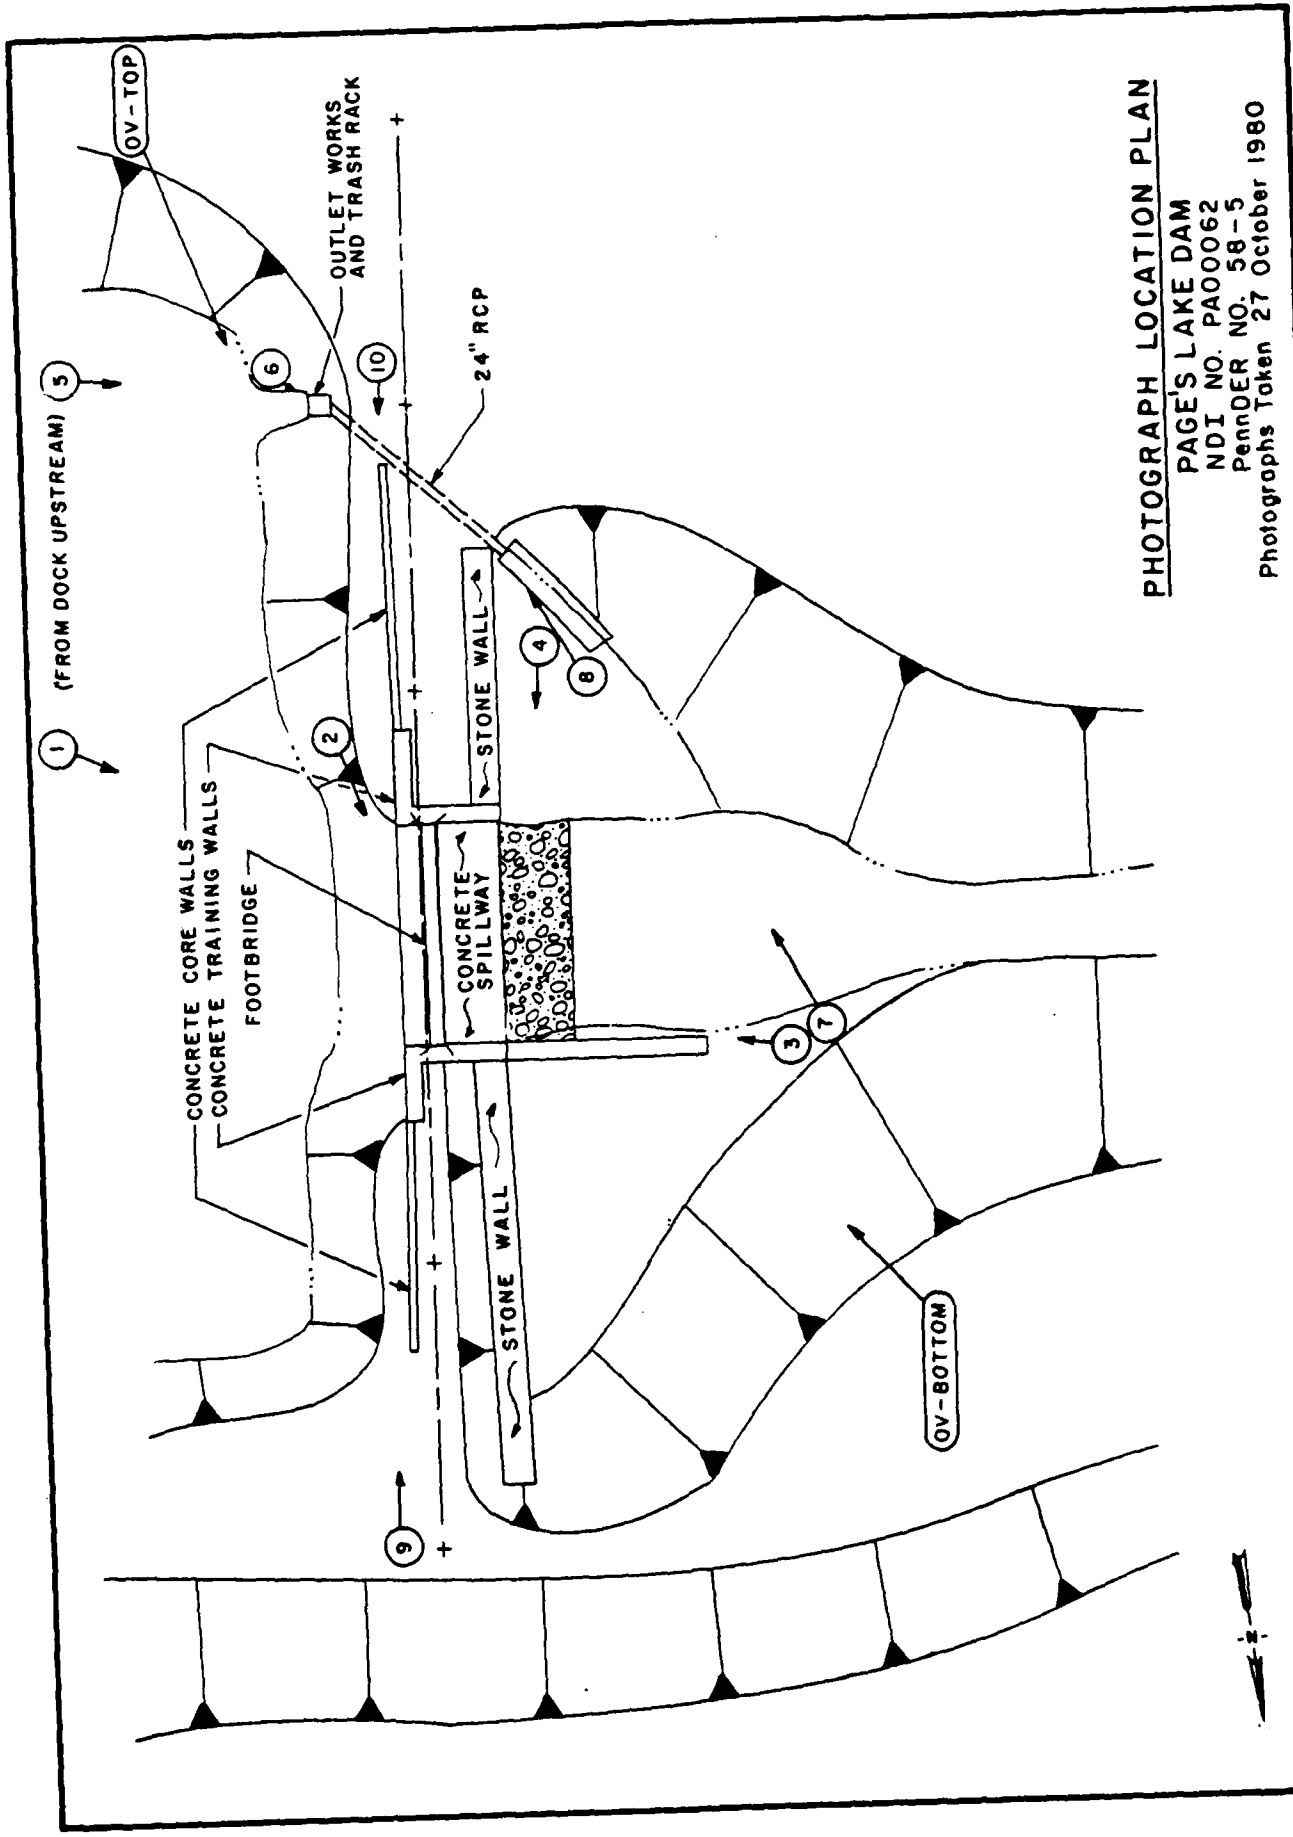 OV-TOP
OUTLET WORKS
AND TRASH RACK
5
(FROM DOCK UPSTREAM)
1
6
10
24" RCP
CONCRETE CORE WALLS
CONCRETE TRAINING WALLS
FOOTBRIDGE
2
STONE WALL
4
8
CONCRETE
SPILLWAY
3
7
STONE WALL
9
OV-BOTTOM
N
PHOTOGRAPH LOCATION PLAN
PAGE'S LAKE DAM
NDI NO. PA00062
PennDER NO. 58-5
Photographs Taken 27 October 1980